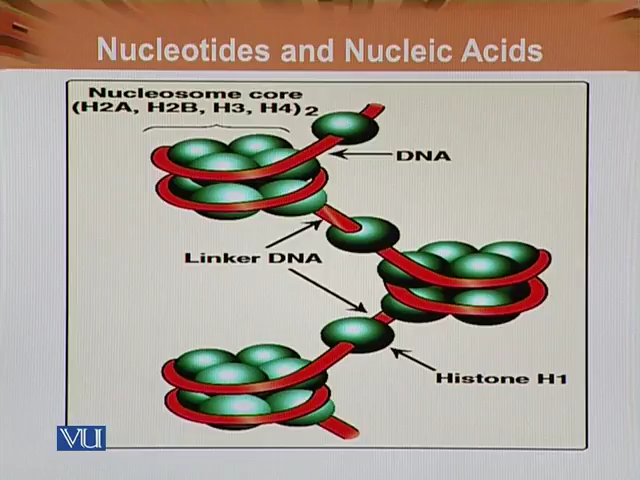 Nucleotides and Nucleic Acids
Nucleosome core
(H2A, H2B, H3, H4)2
DNA
Linker DNA
Histone H1
VU